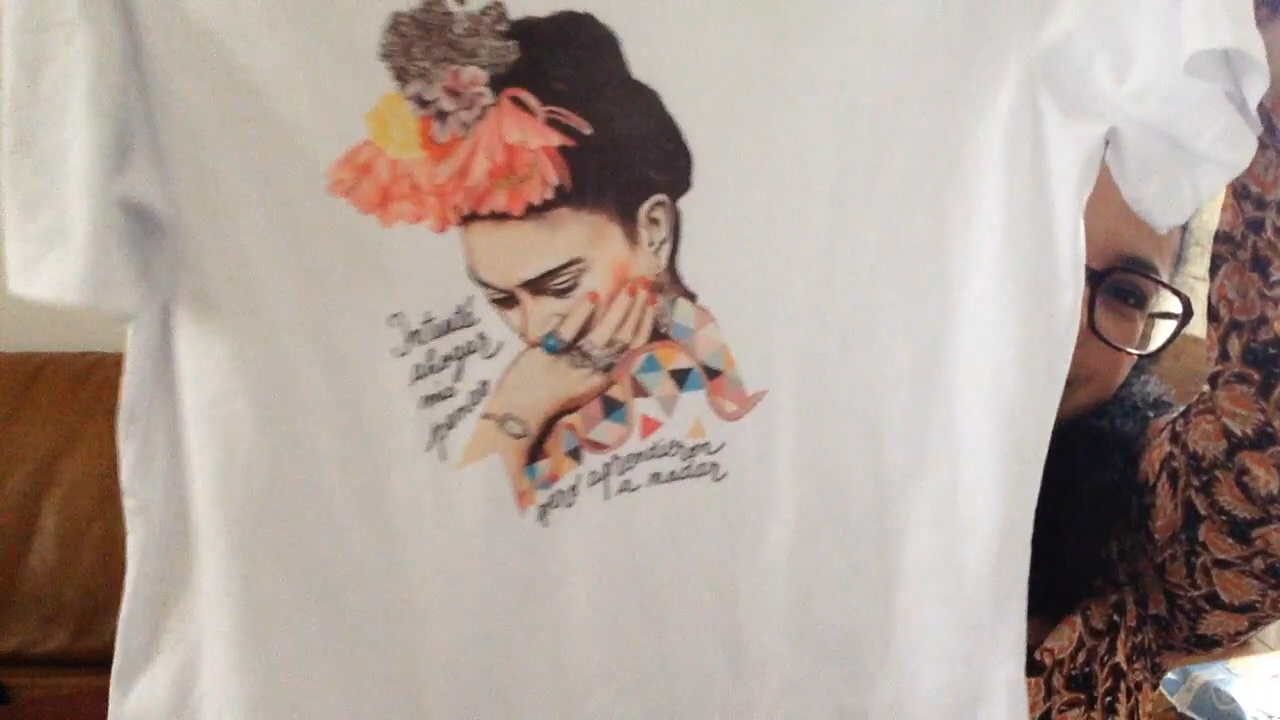 Intenté
ahogar
mis
penas
pero aprendieron
a nadar